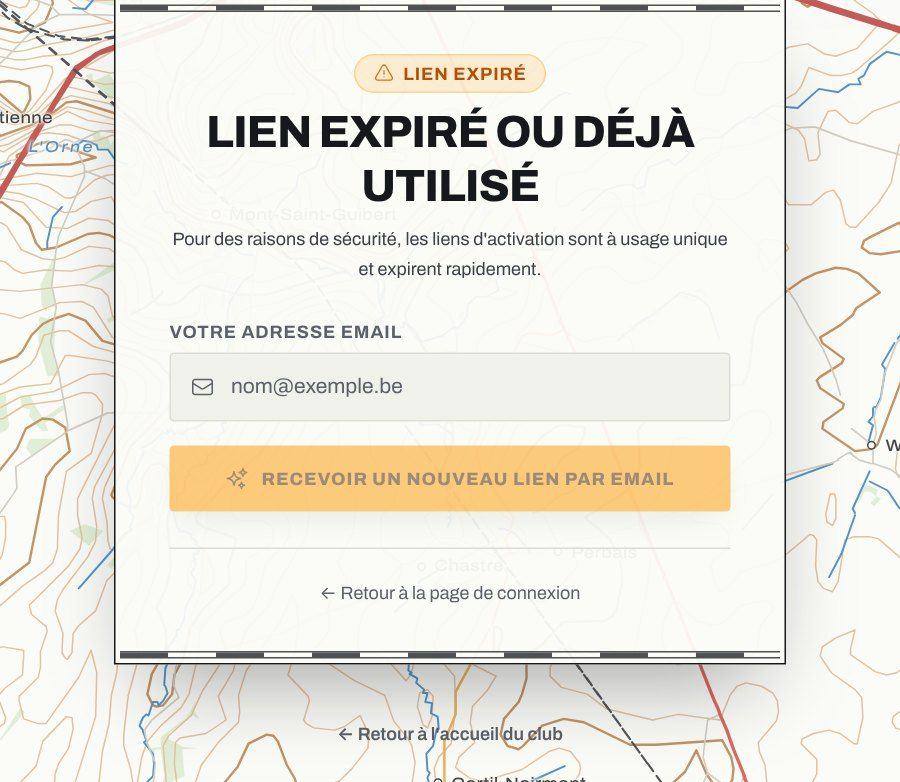 LIEN EXPIRÉ
tienne
L'Orne
LIEN EXPIRÉ OU DÉJÀ
UTILISÉ
Mont-Saint-Guibert
Pour des raisons de sécurité, les liens d'activation sont à usage unique
et expirent rapidement.
VOTRE ADRESSE EMAIL
nom@exemple.be
W
RECEVOIR UN NOUVEAU LIEN PAR EMAIL
Perbais
Chastre
← Retour à la page de connexion
← Retour à l'accueil du club